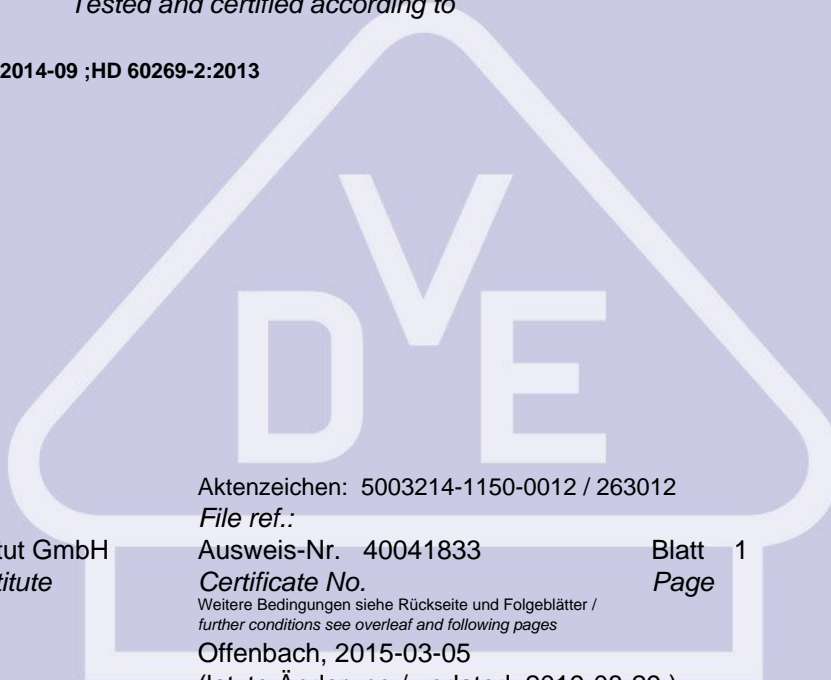 Tested and certified according to
2014-09 ;HD 60269-2:2013
VDE
Aktenzeichen: 5003214-1150-0012 / 263012
File ref.:
tut GmbH Ausweis-Nr. 40041833 Blatt 1
titute Certificate No. Page
Weitere Bedingungen siehe Rückseite und Folgeblätter /
further conditions see overleaf and following pages
Offenbach, 2015-03-05